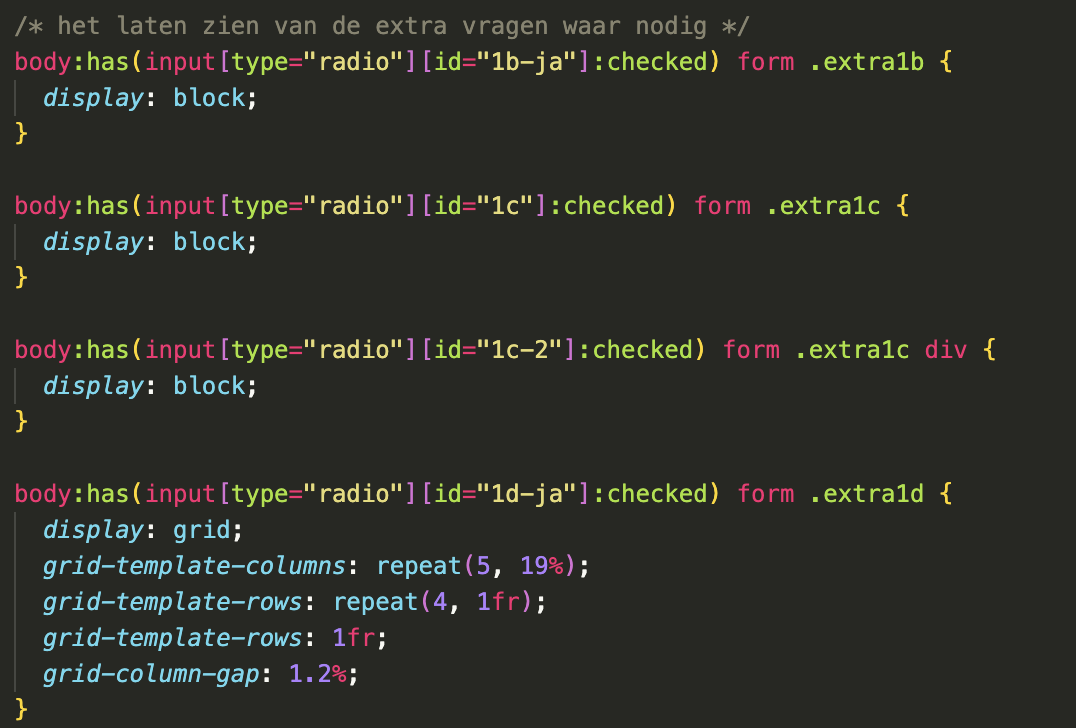 /* het laten zien van de extra vragen waar nodig */
body:has(input[type="radio"][id="1b-ja"]:checked) form .extra1b {
  display: block;
}

body:has(input[type="radio"][id="1c"]:checked) form .extra1c {
  display: block;
}

body:has(input[type="radio"][id="1c-2"]:checked) form .extra1c div {
  display: block;
}

body:has(input[type="radio"][id="1d-ja"]:checked) form .extra1d {
  display: grid;
  grid-template-columns: repeat(5, 19%);
  grid-template-rows: repeat(4, 1fr);
  grid-template-rows: 1fr;
  grid-column-gap: 1.2%;
}